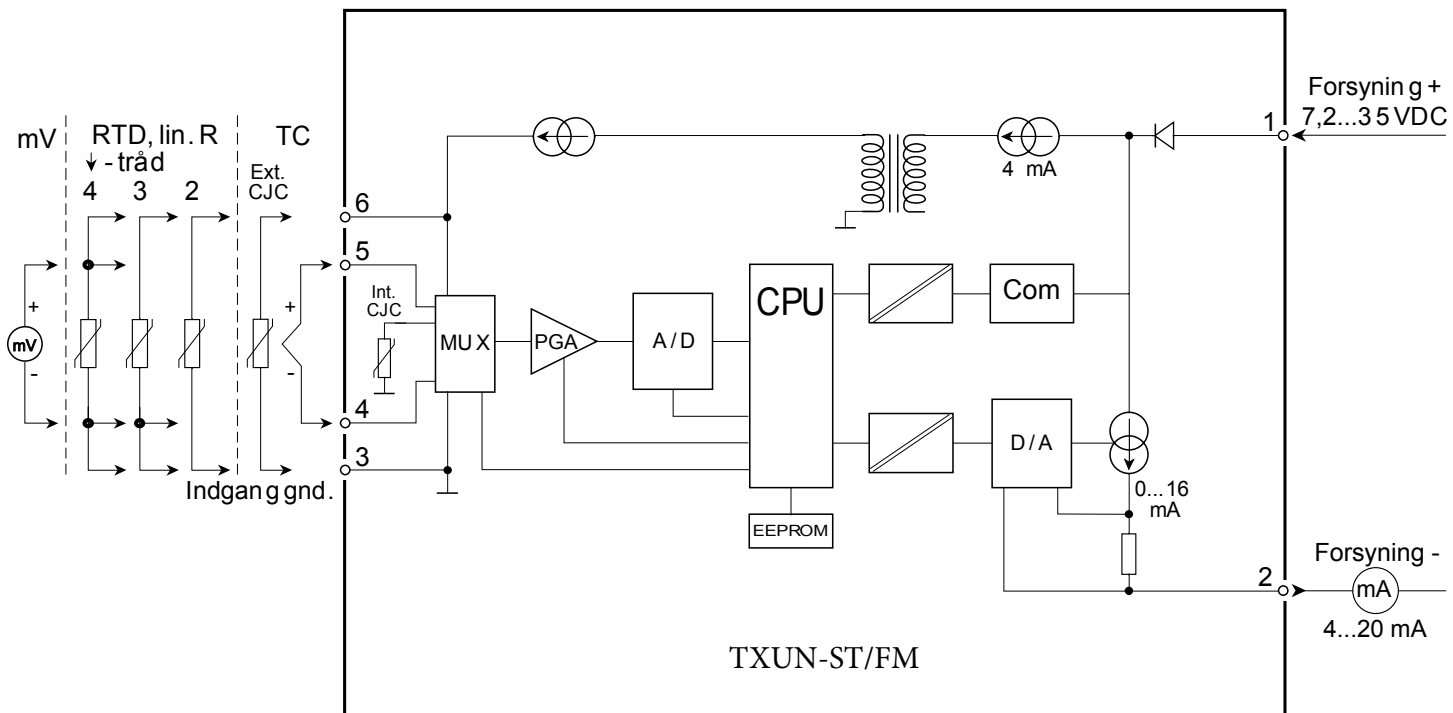 Forsyning +
7,2...35 VDC
1
mV
RTD, lin. R
TC
- tråd
4 mA
4
3
2
Ext.
CJC
6
5
+
+
Int.
CJC
CPU
Com
mV
MUX
PGA
A/D
-
-
4
D/A
3
0...16
mA
Indgang gnd.
EEPROM
Forsyning -
2
mA
4...20 mA
TXUN-ST/FM